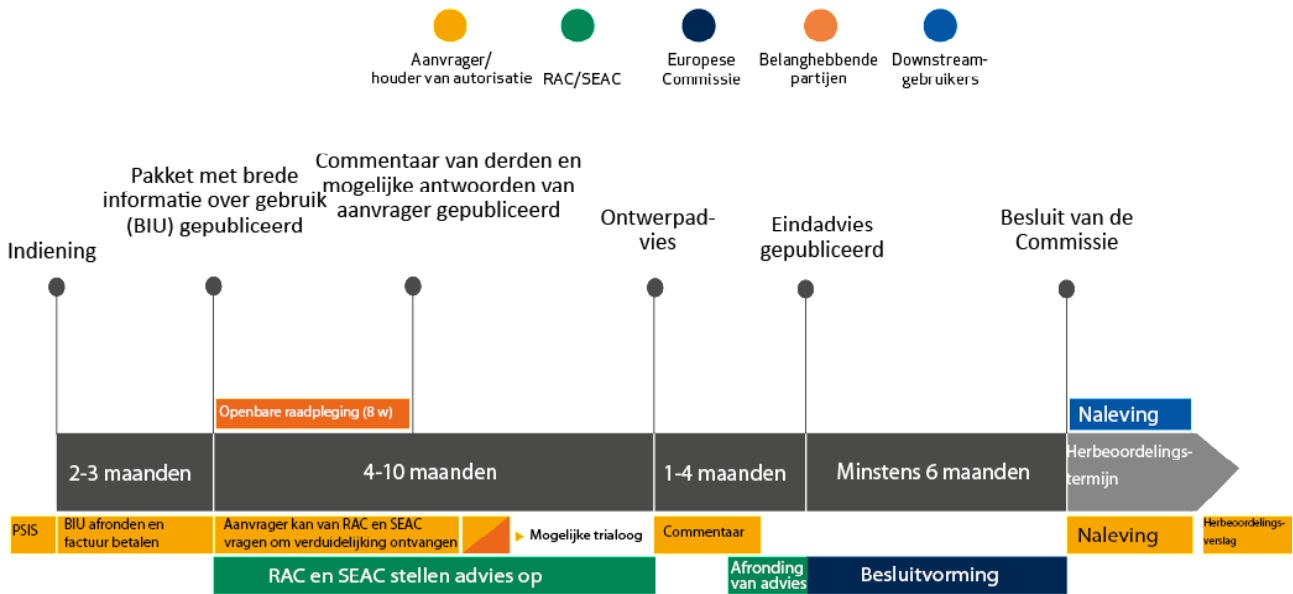 Aanvrager/
houder van autorisatie
RAC/SEAC
Europese
Commissie
Belanghebbende
partijen
Downstream-
gebruikers
Indiening
Pakket met brede
informatie over gebruik
(BIU) gepubliceerd
Commentaar van derden en
mogelijke antwoorden van
aanvrager gepubliceerd
Ontwerpad-
vies
Eindadvies
gepubliceerd
Besluit van de
Commissie
Openbare raadpleging (8 w)
Naleving
2-3 maanden
4-10 maanden
1-4 maanden
Minstens 6 maanden
Herbeoordelings-
termijn
PSIS
BIU afronden en
factuur betalen
Aanvrager kan van RAC en SEAC
vragen om verduidelijking ontvangen
Mogelijke trialoog
Commentaar
Naleving
Herbeoordelings-
verslag
RAC en SEAC stellen advies op
Afronding
van advies
Besluitvorming